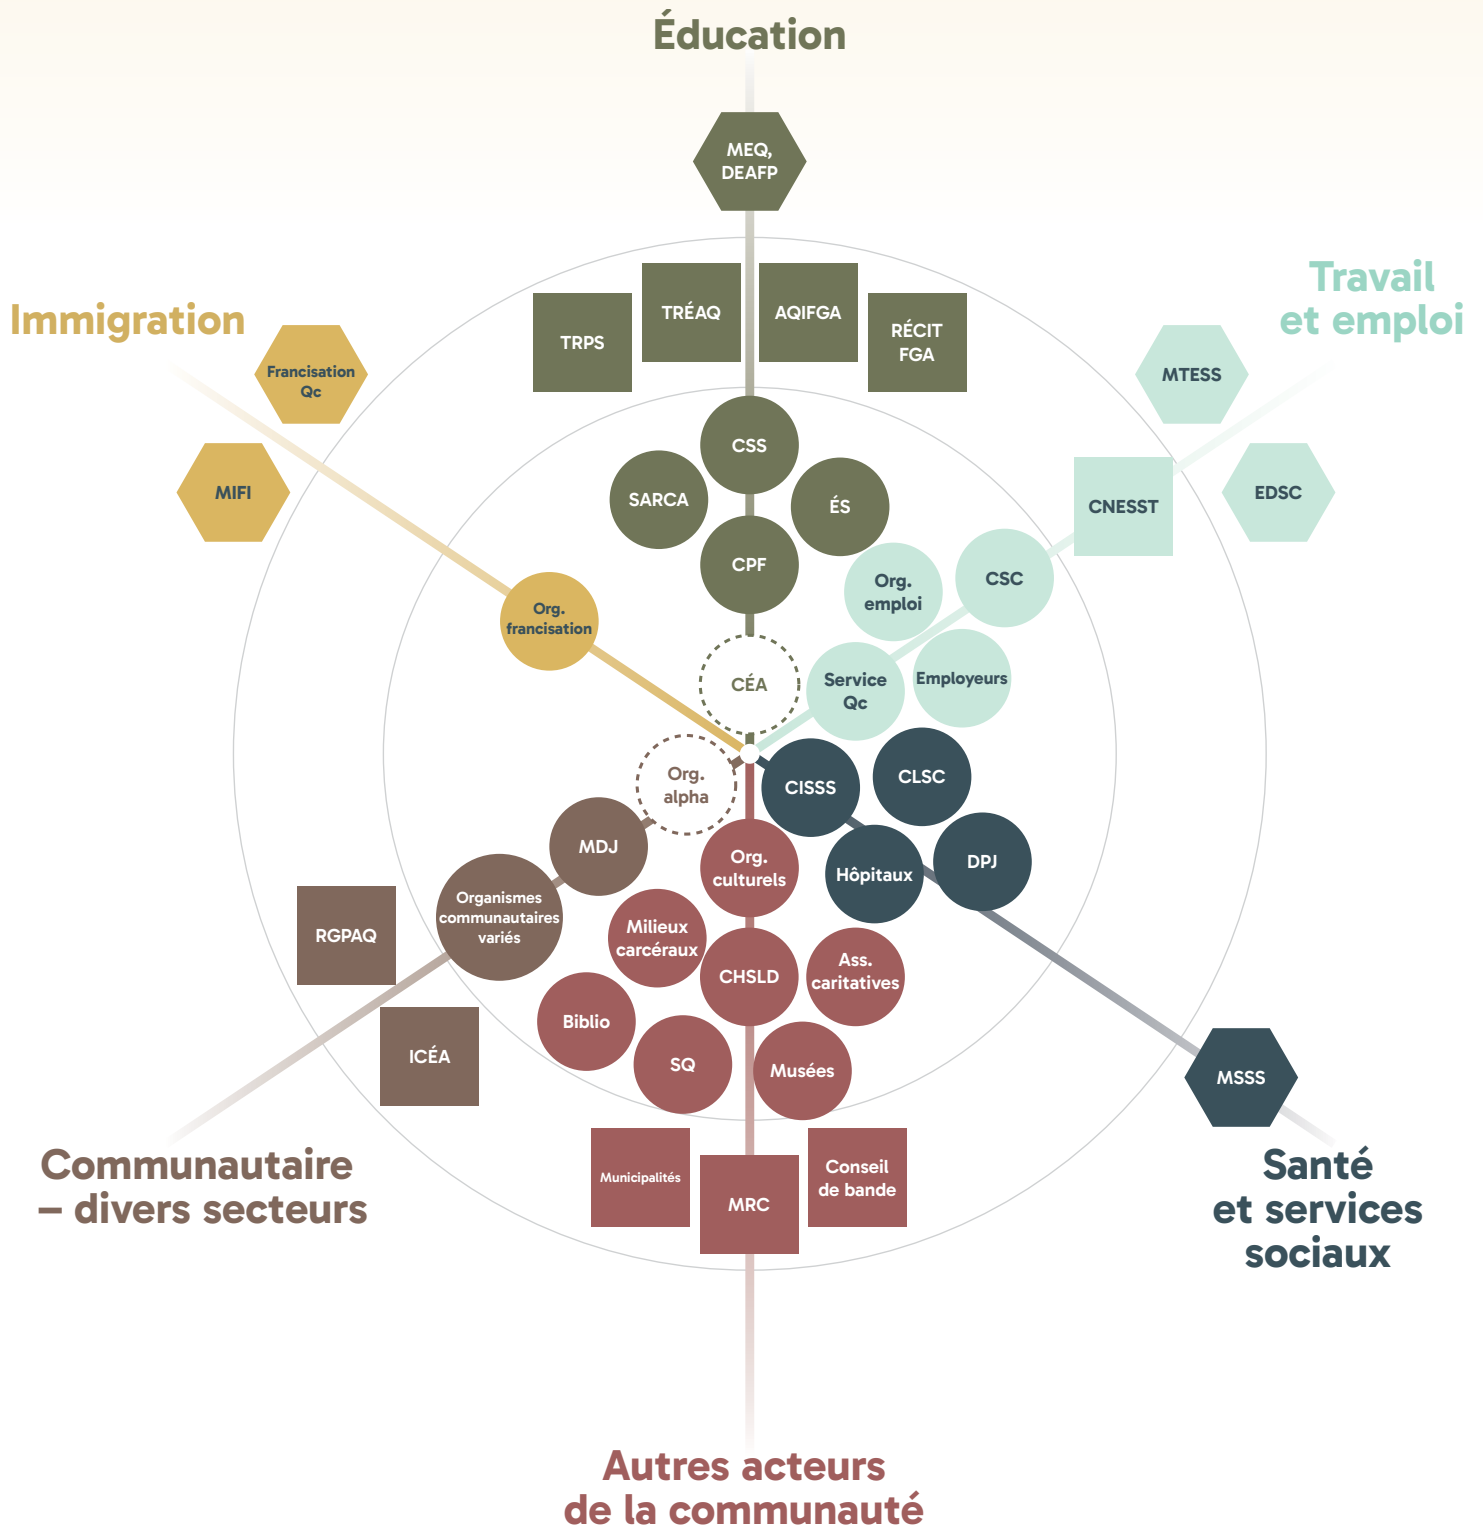 Éducation
MEQ,
DEAFP
Travail
et emploi
Immigration
TRÉAQ
AQIFGA
TRPS
RÉCIT
FGA
Francisation
Qc
MTESS
MIFI
EDSC
CNESST
CSS
SARCA
ÉS
CPF
Org.
emploi
CSC
Org.
francisation
CÉA
Service
Qc
Employeurs
Org.
alpha
CISSS
CLSC
MDJ
Org.
culturels
Hôpitaux
DPJ
Organismes
communautaires
variés
RGPAQ
Milieux
carcéraux
CHSLD
Ass.
caritatives
Biblio
ICÉA
SQ
Musées
MSSS
Communautaire
– divers secteurs
Municipalités
MRC
Conseil
de bande
Santé
et services
sociaux
Autres acteurs
de la communauté